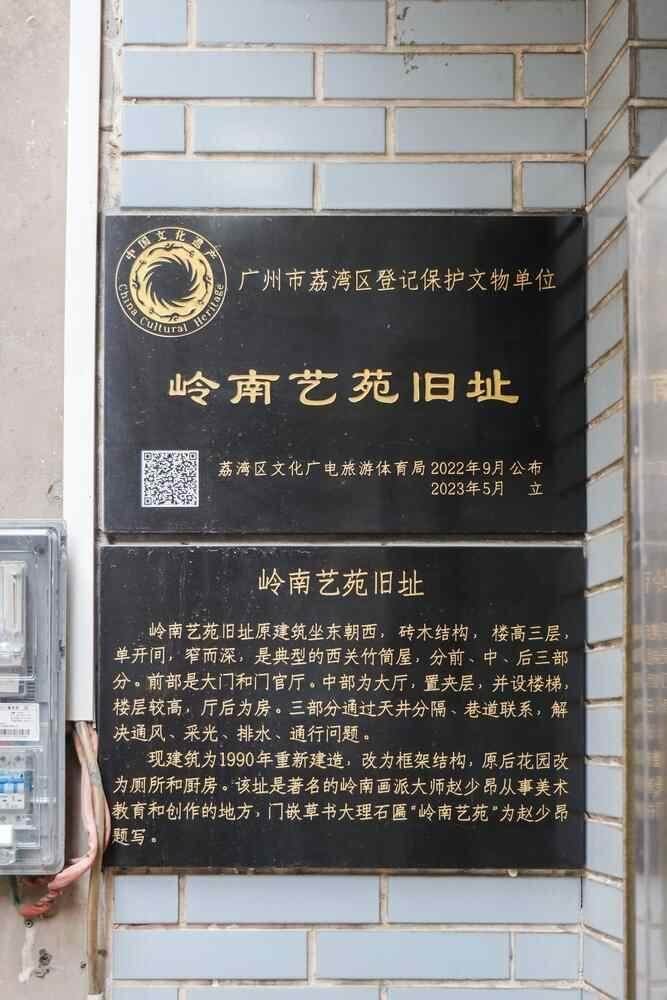 中国文化遗产
China Cultural Heritage
广州市荔湾区登记保护文物单位
岭南艺苑旧址
荔湾区文化广电旅游体育局 2022年9月公布
2023年5月 立
岭南艺苑旧址
岭南艺苑旧址原建筑坐东朝西，砖木结构，楼高三层，
单开间，窄而深，是典型的西关竹筒屋，分前、中、后三部
分。前部是大门和门官厅。中部为大厅，置夹层，并设楼梯，
楼层较高，厅后为房。三部分通过天井分隔、巷道联系，解
决通风、采光、排水、通行问题。
现建筑为1990年重新建造，改为框架结构，原后花园改
为厕所和厨房。该址是著名的岭南画派大师赵少昂从事美术
教育和创作的地方，门嵌草书大理石匾“岭南艺苑”为赵少昂
题写。